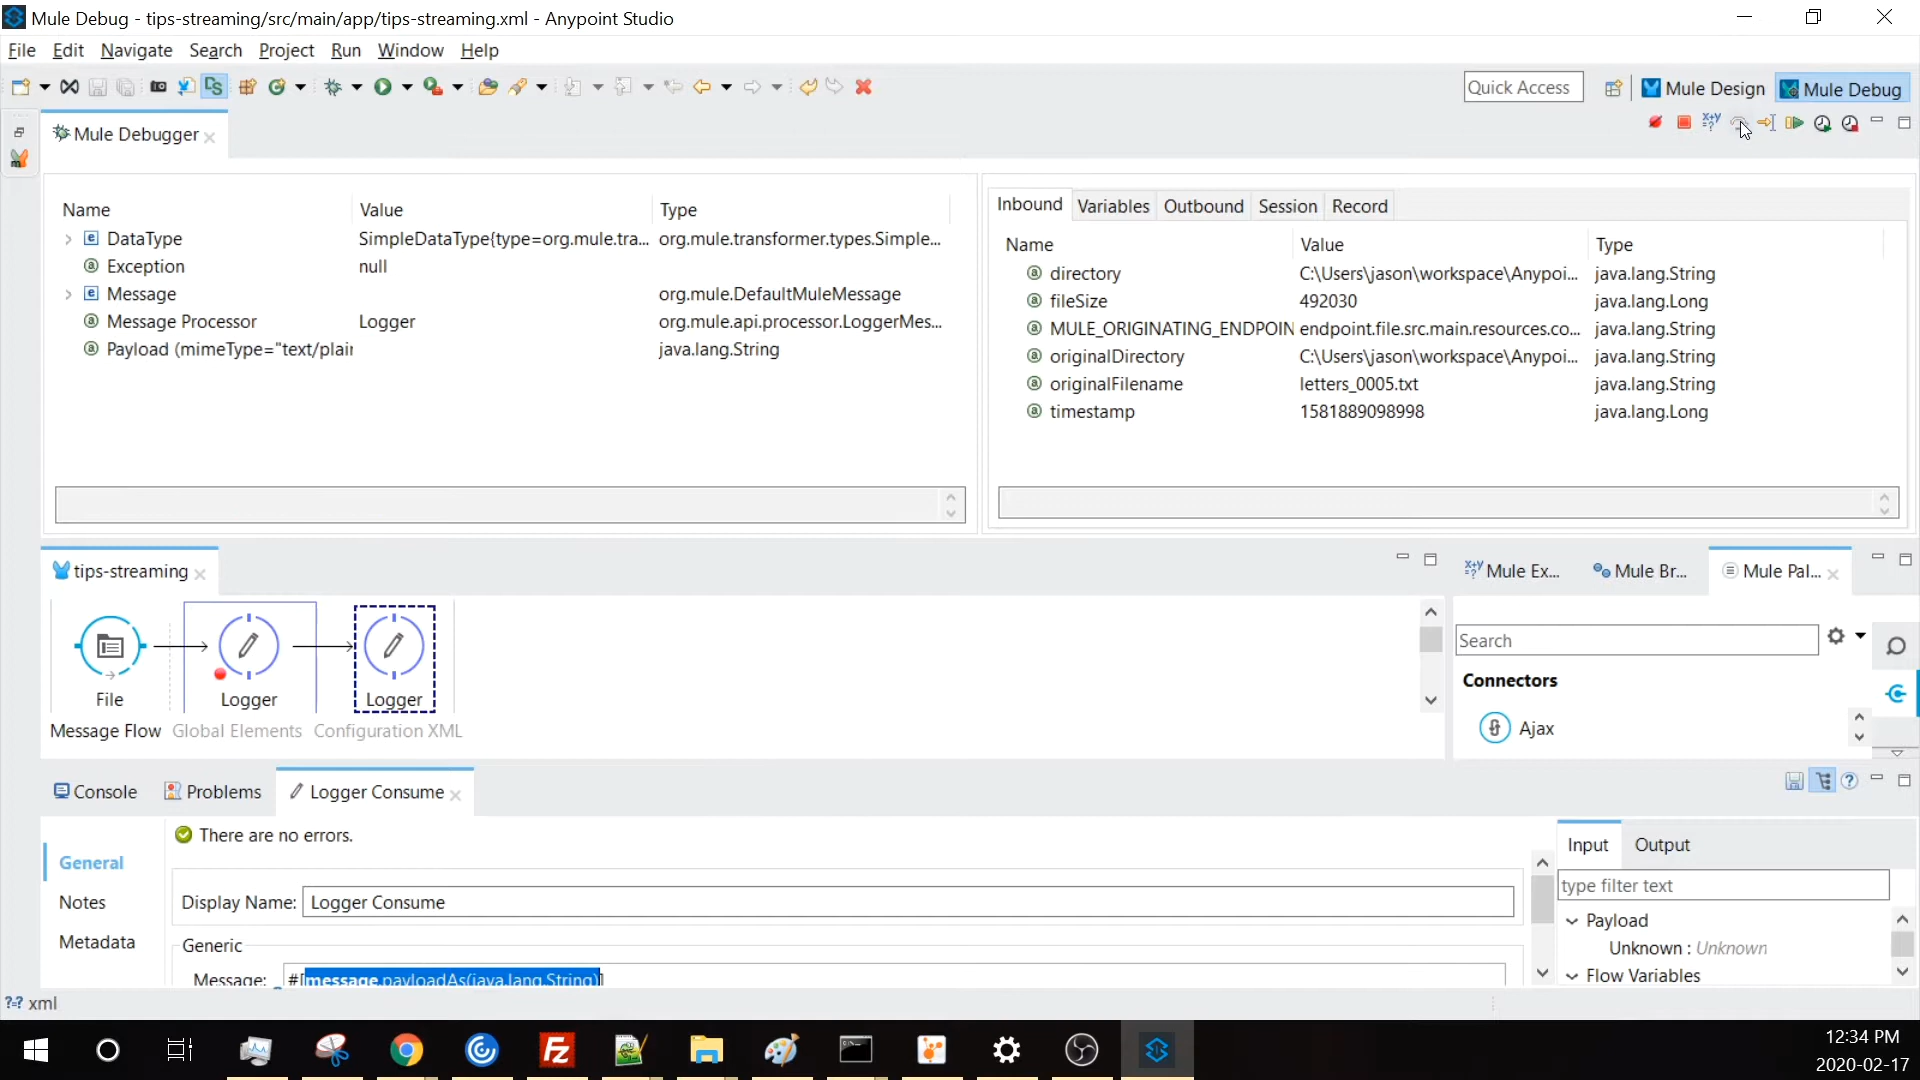 Mule Debug - tips-streaming/src/main/app/tips-streaming.xml - Anypoint Studio
File Edit Navigate Search Project Run Window Help
Quick Access Mule Design Mule Debug
Mule Debugger
Name Value Type
DataType SimpleDataType{type=org.mule.tra... org.mule.transformer.types.Simple...
Exception null
Message org.mule.DefaultMuleMessage
Message Processor Logger org.mule.api.processor.LoggerMes...
Payload (mimeType="text/plain java.lang.String
Inbound Variables Outbound Session Record
Name Value Type
directory C:\Users\jason\workspace\Anypoi... java.lang.String
fileSize 492030 java.lang.Long
MULE_ORIGINATING_ENDPOIN endpoint.file.src.main.resources.co... java.lang.String
originalDirectory C:\Users\jason\workspace\Anypoi... java.lang.String
originalFilename letters_0005.txt java.lang.String
timestamp 1581889098998 java.lang.Long
tips-streaming
File Logger Logger
Message Flow Global Elements Configuration XML
Mule Ex... Mule Br... Mule Pal...
Search
Connectors
Ajax
Console Problems Logger Consume
There are no errors.
General
Notes
Metadata
Display Name: Logger Consume
Generic
Message: #[message.payloadAs(java.lang.String)]
Input Output
type filter text
Payload
Unknown : Unknown
Flow Variables
xml
12:34 PM
2020-02-17